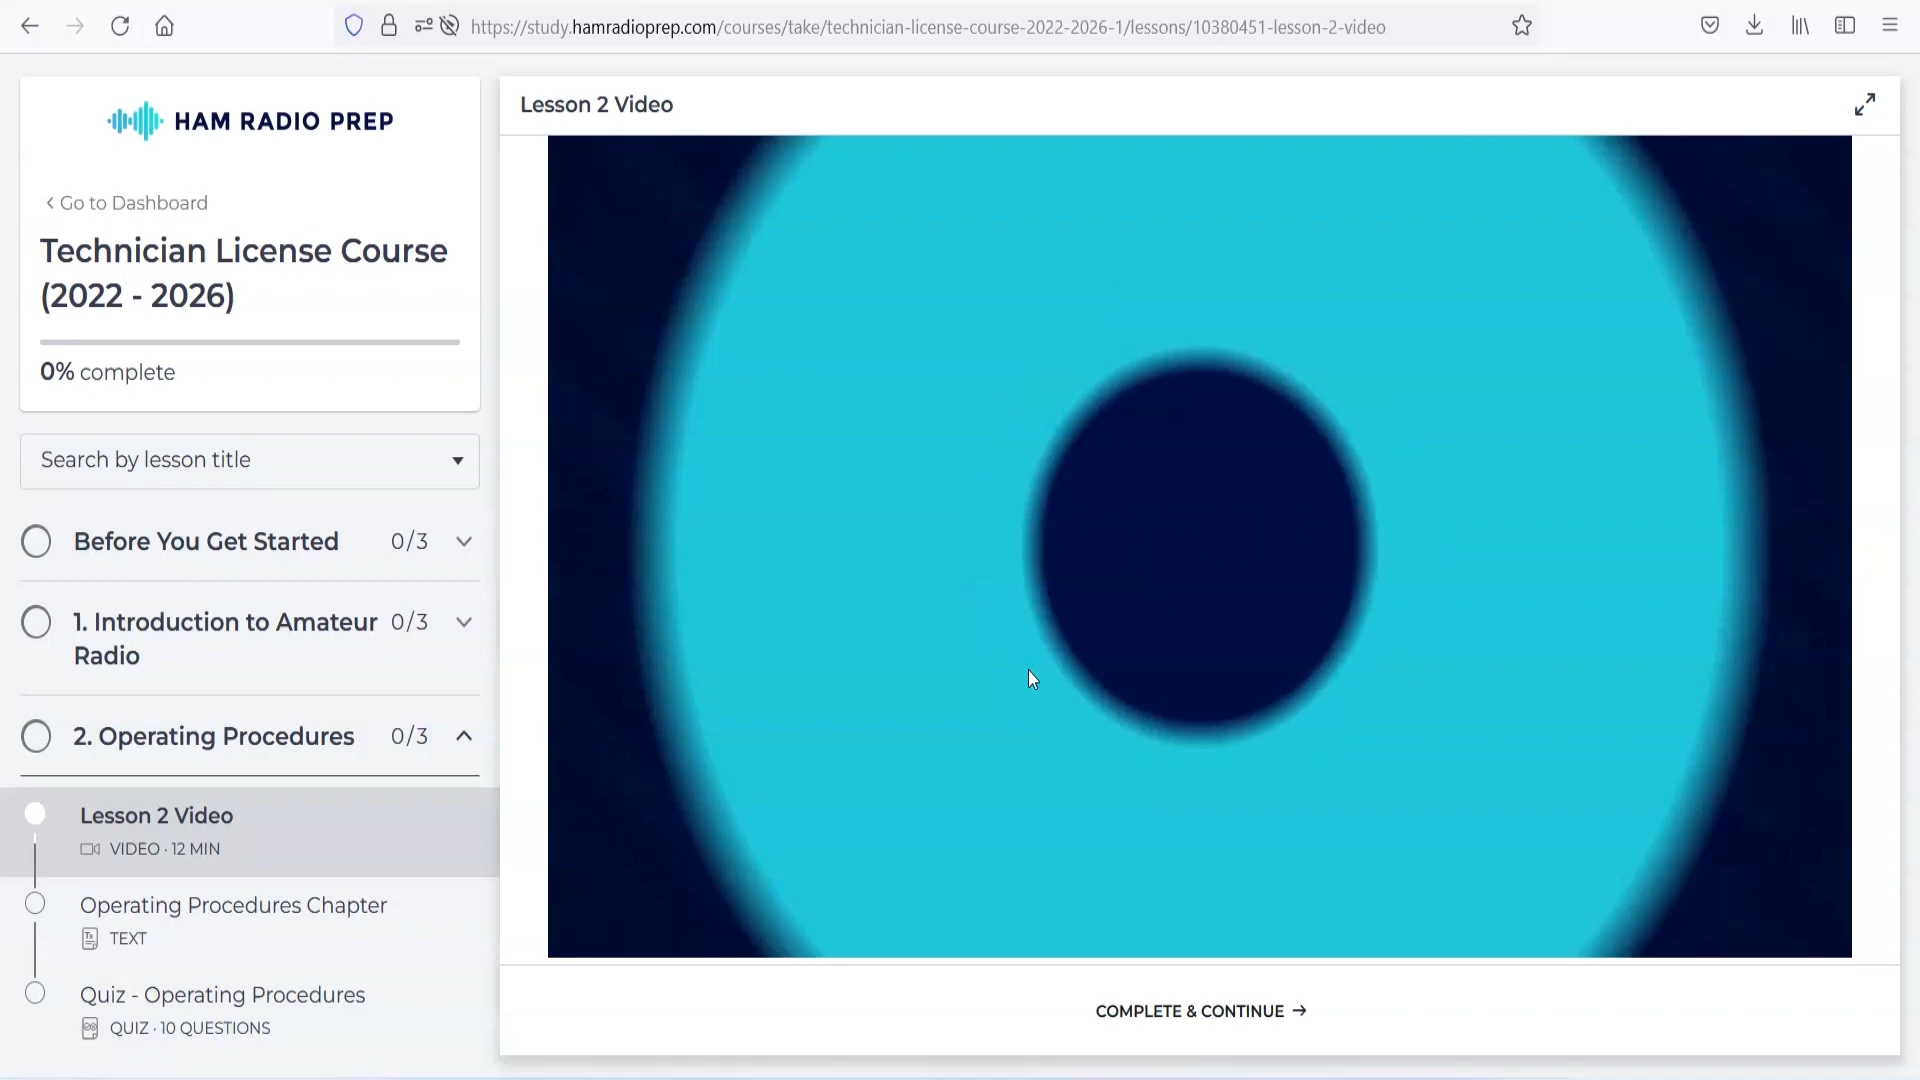 https://study.hamradioprep.com/courses/take/technician-license-course-2022-2026-1/lessons/10380451-lesson-2-video
HAM RADIO PREP
Go to Dashboard
Technician License Course
(2022 - 2026)
0% complete
Search by lesson title
Before You Get Started 0/3
1. Introduction to Amateur 0/3
Radio
2. Operating Procedures 0/3
Lesson 2 Video
VIDEO · 12 MIN
Operating Procedures Chapter
TEXT
Quiz - Operating Procedures
QUIZ · 10 QUESTIONS
Lesson 2 Video
COMPLETE & CONTINUE →